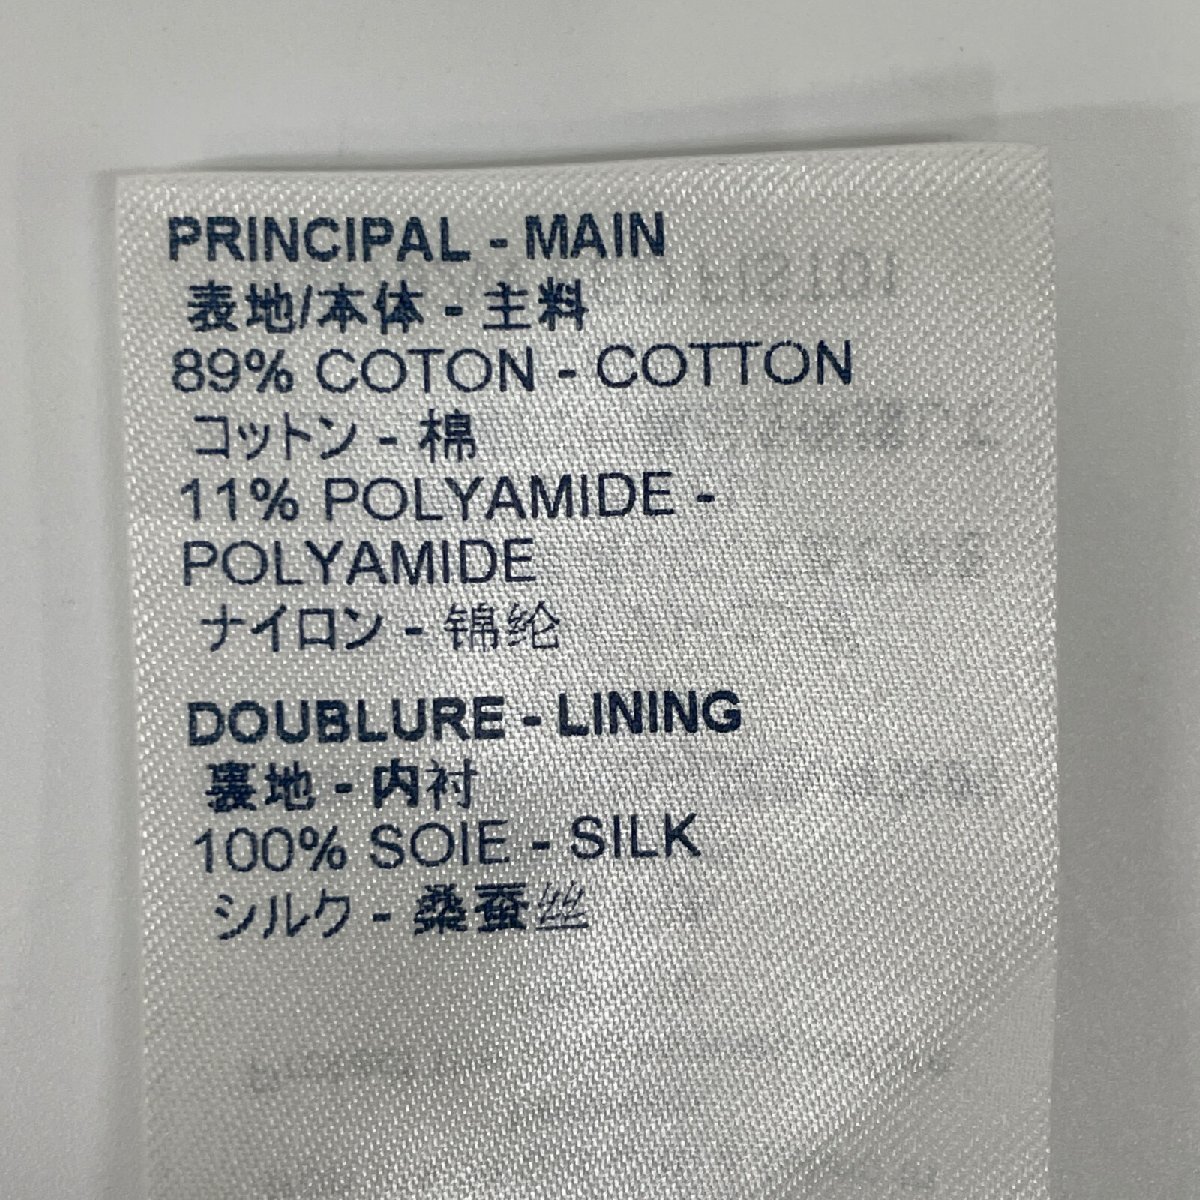 PRINCIPAL - MAIN
表地/本体 - 主料
89% COTON - COTTON
コットン - 棉
11% POLYAMIDE -
POLYAMIDE
ナイロン - 锦纶
DOUBLURE - LINING
裏地 - 内衬
100% SOIE - SILK
シルク - 桑蚕丝